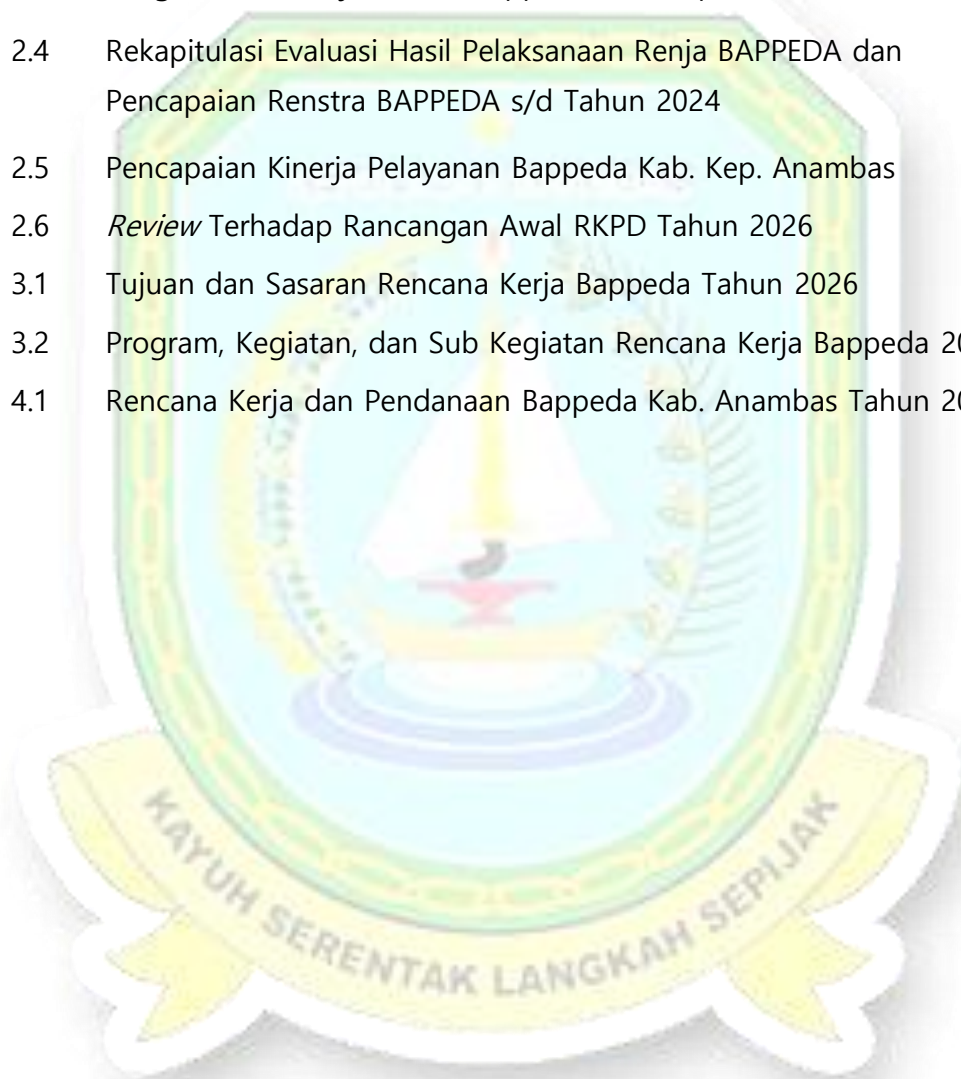 2.4 Rekapitulasi Evaluasi Hasil Pelaksanaan Renja BAPPEDA dan
Pencapaian Renstra BAPPEDA s/d Tahun 2024
2.5 Pencapaian Kinerja Pelayanan Bappeda Kab. Kep. Anambas
2.6 Review Terhadap Rancangan Awal RKPD Tahun 2026
3.1 Tujuan dan Sasaran Rencana Kerja Bappeda Tahun 2026
3.2 Program, Kegiatan, dan Sub Kegiatan Rencana Kerja Bappeda
4.1 Rencana Kerja dan Pendanaan Bappeda Kab. Anambas Tahun
KAYUH SERENTAK LANGKAH SEPIJAK